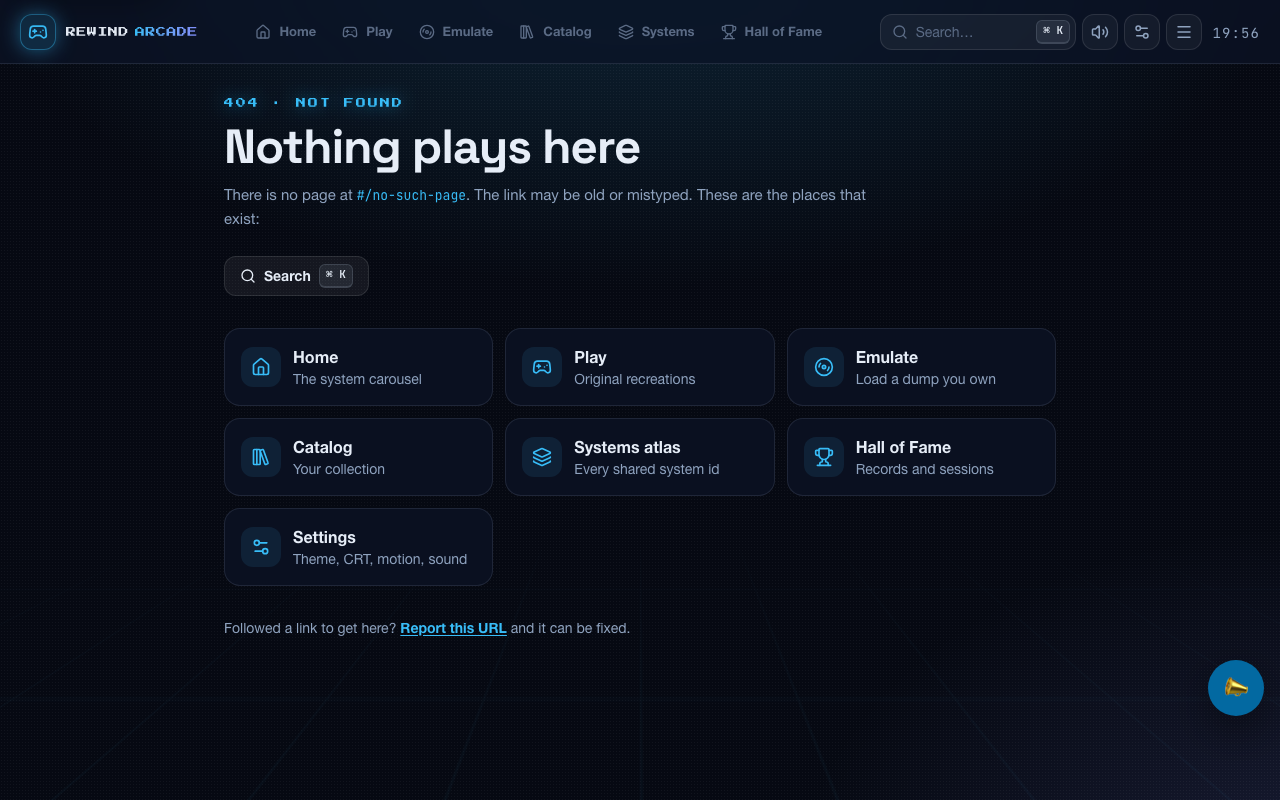 REWIND ARCADE
Home Play Emulate Catalog Systems Hall of Fame
Search... ⌘ K
19:56
404 · NOT FOUND
Nothing plays here
There is no page at #/no-such-page. The link may be old or mistyped. These are the places that
exist:
Search ⌘ K
Home
The system carousel
Play
Original recreations
Emulate
Load a dump you own
Catalog
Your collection
Systems atlas
Every shared system id
Hall of Fame
Records and sessions
Settings
Theme, CRT, motion, sound
Followed a link to get here? Report this URL and it can be fixed.